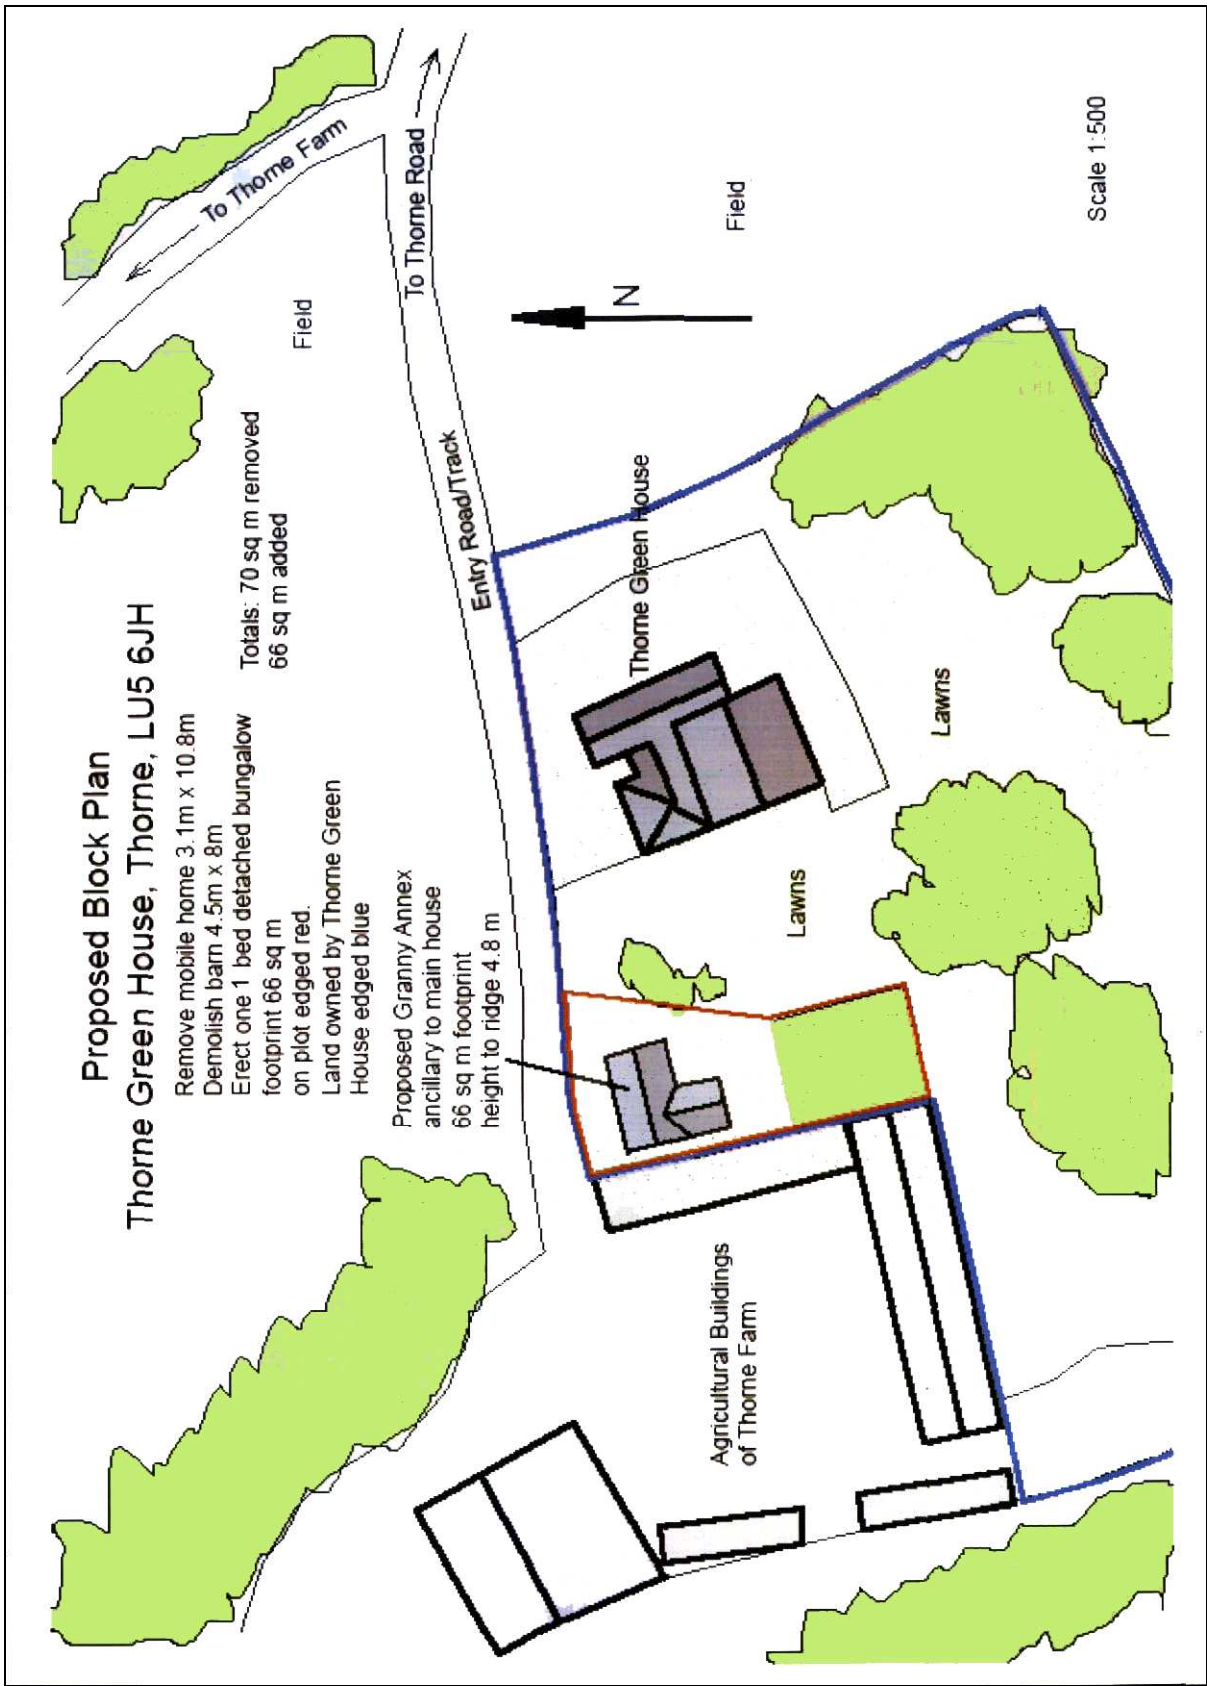 Proposed Block Plan
Thorne Green House, Thorne, LU5 6JH
Remove mobile home 3.1m x 10.8m
Demolish barn 4.5m x 8m
Erect one 1 bed detached bungalow
footprint 66 sq m
on plot edged red.
Land owned by Thorne Green
House edged blue
Totals: 70 sq m removed
66 sq m added
Proposed Granny Annex
ancillary to main house
66 sq m footprint
height to ridge 4.8 m
To Thorne Farm
To Thorne Road
Field
Entry Road/Track
N
Field
Thorne Green House
Lawns
Lawns
Agricultural Buildings
of Thorne Farm
Scale 1:500